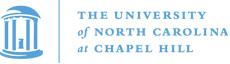 THE UNIVERSITY
of NORTH CAROLINA
at CHAPEL HILL